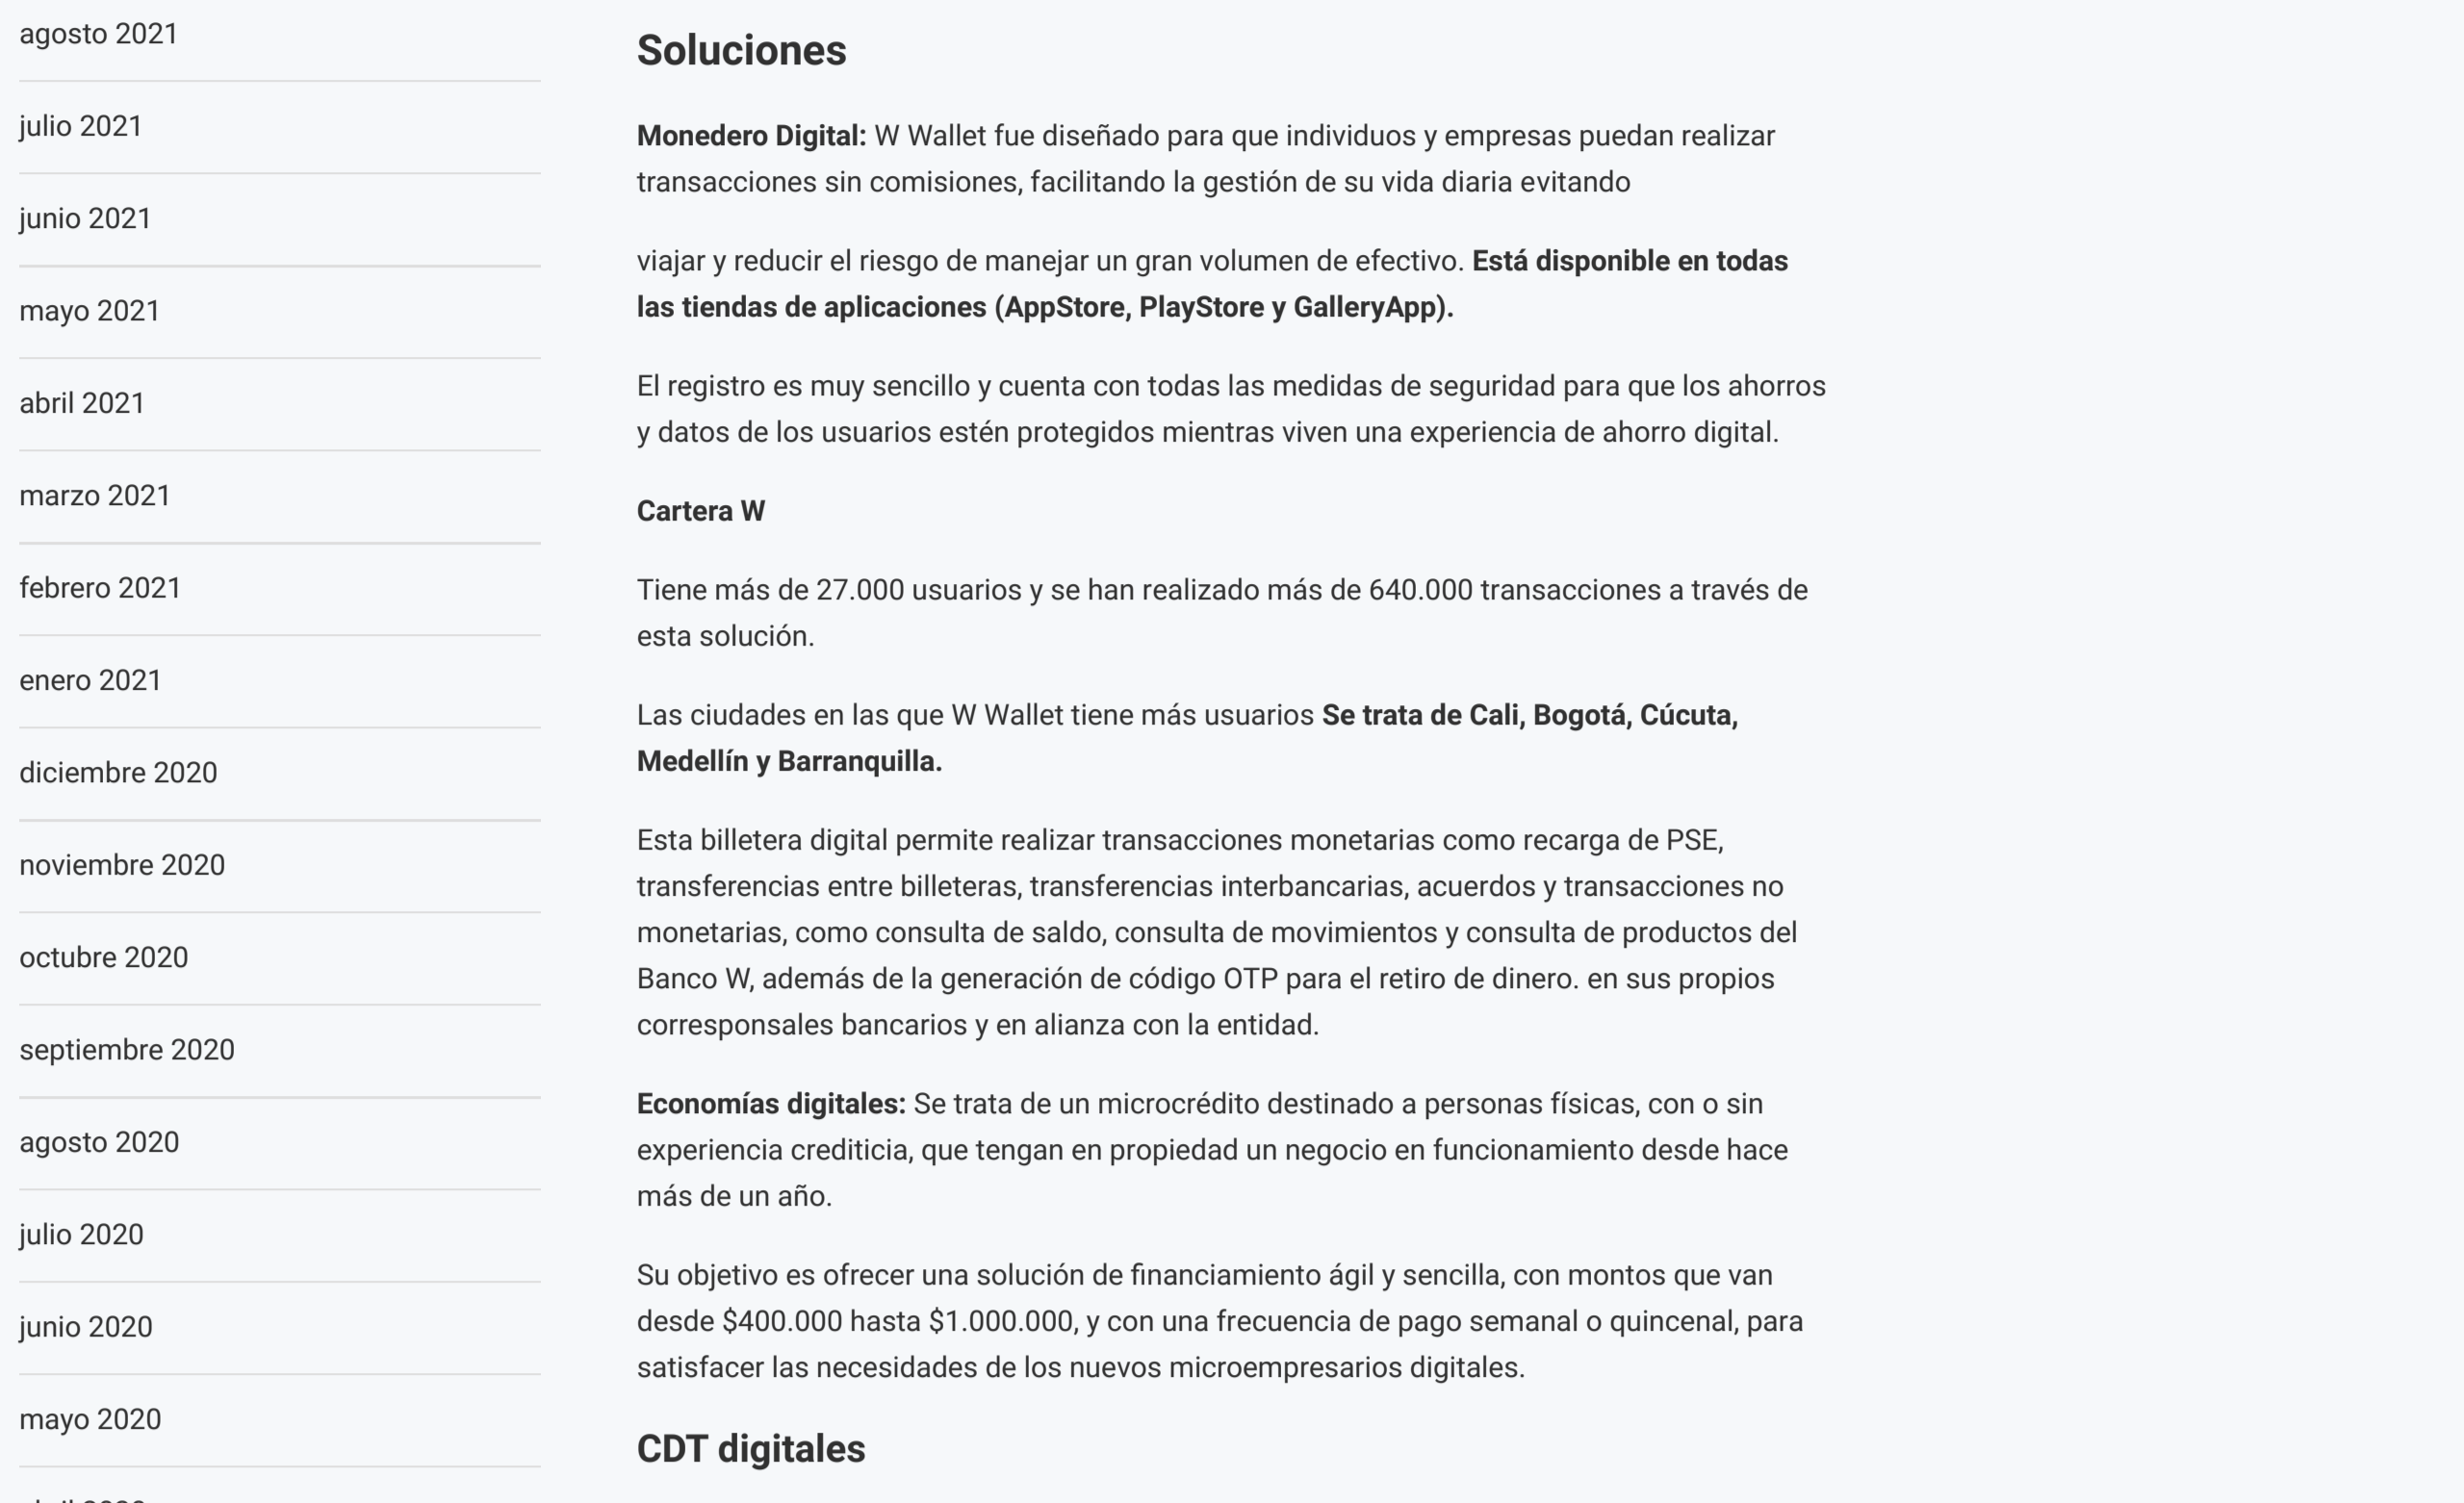 agosto 2021
julio 2021
junio 2021
mayo 2021
abril 2021
marzo 2021
febrero 2021
enero 2021
diciembre 2020
noviembre 2020
octubre 2020
septiembre 2020
agosto 2020
julio 2020
junio 2020
mayo 2020
Soluciones
Monedero Digital: W Wallet fue diseñado para que individuos y empresas puedan realizar
transacciones sin comisiones, facilitando la gestión de su vida diaria evitando
viajar y reducir el riesgo de manejar un gran volumen de efectivo. Está disponible en todas
las tiendas de aplicaciones (AppStore, PlayStore y GalleryApp).
El registro es muy sencillo y cuenta con todas las medidas de seguridad para que los ahorros
y datos de los usuarios estén protegidos mientras viven una experiencia de ahorro digital.
Cartera W
Tiene más de 27.000 usuarios y se han realizado más de 640.000 transacciones a través de
esta solución.
Las ciudades en las que W Wallet tiene más usuarios Se trata de Cali, Bogotá, Cúcuta,
Medellín y Barranquilla.
Esta billetera digital permite realizar transacciones monetarias como recarga de PSE,
transferencias entre billeteras, transferencias interbancarias, acuerdos y transacciones no
monetarias, como consulta de saldo, consulta de movimientos y consulta de productos del
Banco W, además de la generación de código OTP para el retiro de dinero. en sus propios
corresponsales bancarios y en alianza con la entidad.
Economías digitales: Se trata de un microcrédito destinado a personas físicas, con o sin
experiencia crediticia, que tengan en propiedad un negocio en funcionamiento desde hace
más de un año.
Su objetivo es ofrecer una solución de financiamiento ágil y sencilla, con montos que van
desde $400.000 hasta $1.000.000, y con una frecuencia de pago semanal o quincenal, para
satisfacer las necesidades de los nuevos microempresarios digitales.
CDT digitales